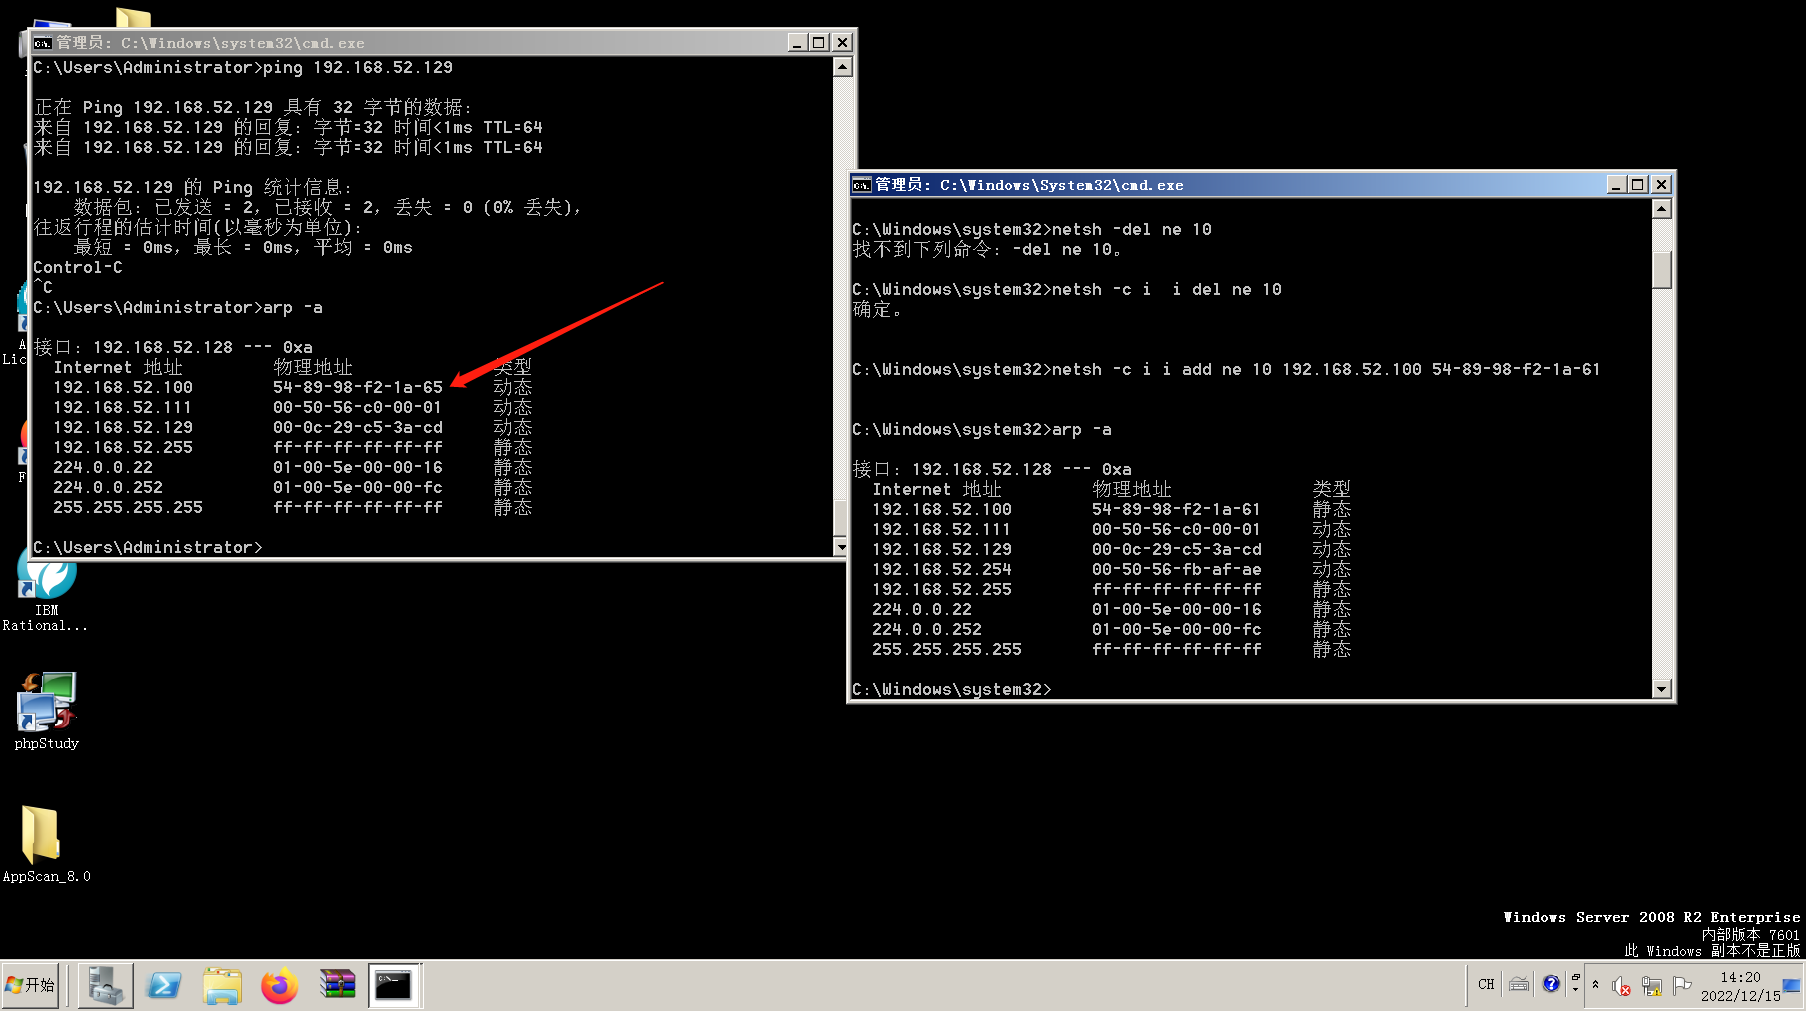 管理员: C:\Windows\system32\cmd.exe
C:\Users\Administrator>ping 192.168.52.129
正在 Ping 192.168.52.129 具有 32 字节的数据:
来自 192.168.52.129 的回复: 字节=32 时间<1ms TTL=64
来自 192.168.52.129 的回复: 字节=32 时间<1ms TTL=64
192.168.52.129 的 Ping 统计信息:
数据包: 已发送 = 2, 已接收 = 2, 丢失 = 0 (0% 丢失),
往返行程的估计时间(以毫秒为单位):
最短 = 0ms, 最长 = 0ms, 平均 = 0ms
Control-C
^C
C:\Users\Administrator>arp -a
接口: 192.168.52.128 --- 0xa
Internet 地址 物理地址 类型
192.168.52.100 54-89-98-f2-1a-65 动态
192.168.52.111 00-50-56-c0-00-01 动态
192.168.52.129 00-0c-29-c5-3a-cd 动态
192.168.52.255 ff-ff-ff-ff-ff-ff 静态
224.0.0.22 01-00-5e-00-00-16 静态
224.0.0.252 01-00-5e-00-00-fc 静态
255.255.255.255 ff-ff-ff-ff-ff-ff 静态
C:\Users\Administrator>
管理员: C:\Windows\System32\cmd.exe
C:\Windows\system32>netsh -del ne 10
找不到下列命令: -del ne 10。
C:\Windows\system32>netsh -c i  i del ne 10
确定。
C:\Windows\system32>netsh -c i i add ne 10 192.168.52.100 54-89-98-f2-1a-61
C:\Windows\system32>arp -a
接口: 192.168.52.128 --- 0xa
Internet 地址 物理地址 类型
192.168.52.100 54-89-98-f2-1a-61 静态
192.168.52.111 00-50-56-c0-00-01 动态
192.168.52.129 00-0c-29-c5-3a-cd 动态
192.168.52.254 00-50-56-fb-af-ae 动态
192.168.52.255 ff-ff-ff-ff-ff-ff 静态
224.0.0.22 01-00-5e-00-00-16 静态
224.0.0.252 01-00-5e-00-00-fc 静态
255.255.255.255 ff-ff-ff-ff-ff-ff 静态
C:\Windows\system32>
A
Lic
F
IBM
Rational...
phpStudy
AppScan_8.0
Windows Server 2008 R2 Enterprise
内部版本 7601
此 Windows 副本不是正版
开始
CH
14:20
2022/12/15